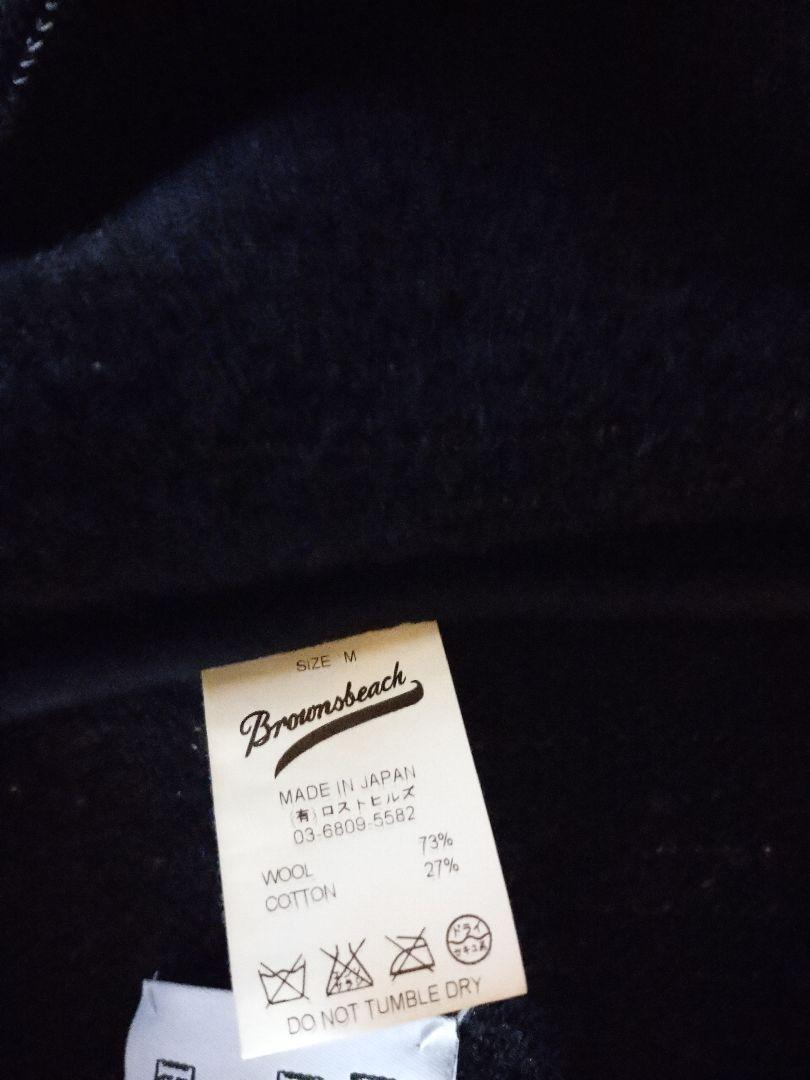 SIZE M
Brownsbeach
MADE IN JAPAN
(有)ロストヒルズ
03-6809-5582
WOOL 73%
COTTON 27%
ドライ
DO NOT TUMBLE DRY